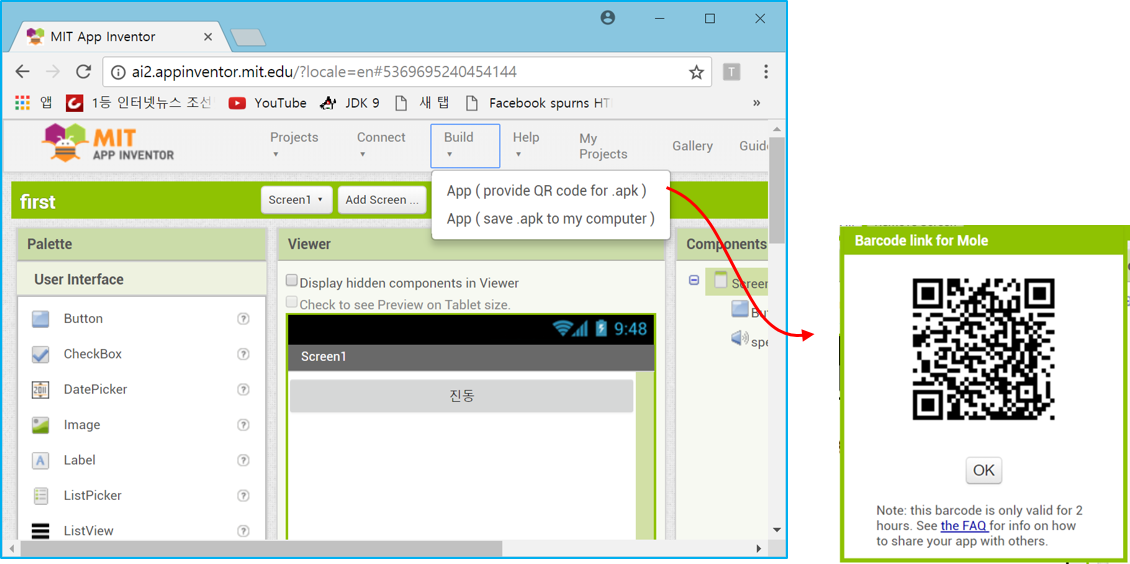 MIT App Inventor
ai2.appinventor.mit.edu/?locale=en#5369695240454144
T
앱
1등 인터넷뉴스 조선
YouTube
JDK 9
새 탭
Facebook spurns HT
»
MIT
APP INVENTOR
Projects
Connect
Build
Help
My
Projects
Gallery
Guide
App ( provide QR code for .apk )
App ( save .apk to my computer )
first
Screen1
Add Screen ...
Palette
User Interface
Button
CheckBox
DatePicker
Image
Label
ListPicker
ListView
Viewer
Display hidden components in Viewer
Check to see Preview on Tablet size.
9:48
Screen1
진동
Components
Screen
Bu
spe
Barcode link for Mole
OK
Note: this barcode is only valid for 2
hours. See the FAQ for info on how
to share your app with others.